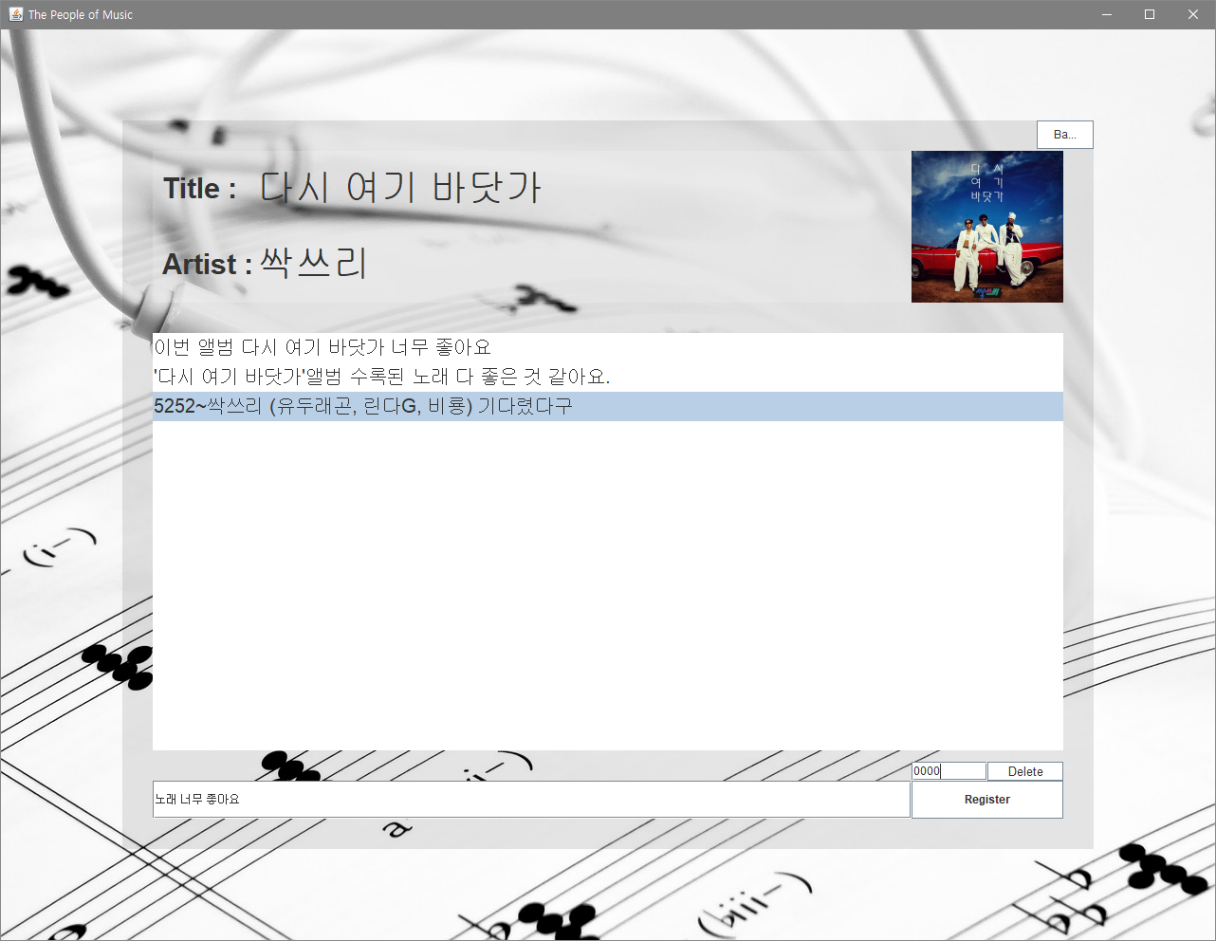 The People of Music
Ba...
Title : 다시 여기 바닷가
다 시
여 기
바닷가
Artist : 싹쓰리
이번 앨범 다시 여기 바닷가 너무 좋아요
'다시 여기 바닷가'앨범 수록된 노래 다 좋은 것 같아요.
5252~싹쓰리 (유두래곤, 린다G, 비룡) 기다렸다구
0000
Delete
노래 너무 좋아요
Register
(i–)
(biii–)